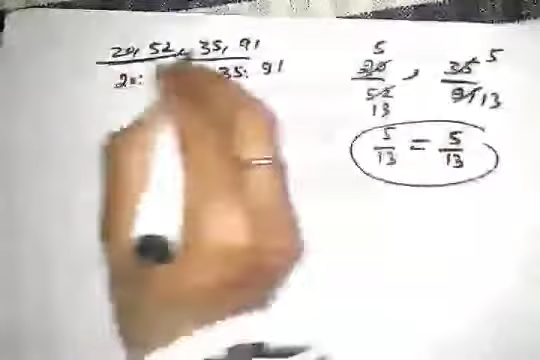 20, 52, 35, 91
20: 35: 91
5 5
20/52 , 35/91
13 13
5/13 = 5/13